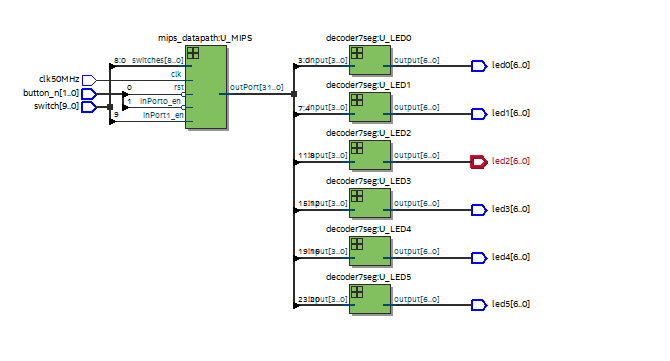 mips_datapath:U_MIPS
8:0 switches[8..0]
clk50MHz
clk
button_n[1..0]
0
rst
switch[9..0]
1
inPort0_en
9
inPort1_en
outPort[31..0]
decoder7seg:U_LED0
3:0 input[3..0]
output[6..0]
led0[6..0]
decoder7seg:U_LED1
7:4 input[3..0]
output[6..0]
led1[6..0]
decoder7seg:U_LED2
11:8 input[3..0]
output[6..0]
led2[6..0]
decoder7seg:U_LED3
15:12 input[3..0]
output[6..0]
led3[6..0]
decoder7seg:U_LED4
19:16 input[3..0]
output[6..0]
led4[6..0]
decoder7seg:U_LED5
23:20 input[3..0]
output[6..0]
led5[6..0]